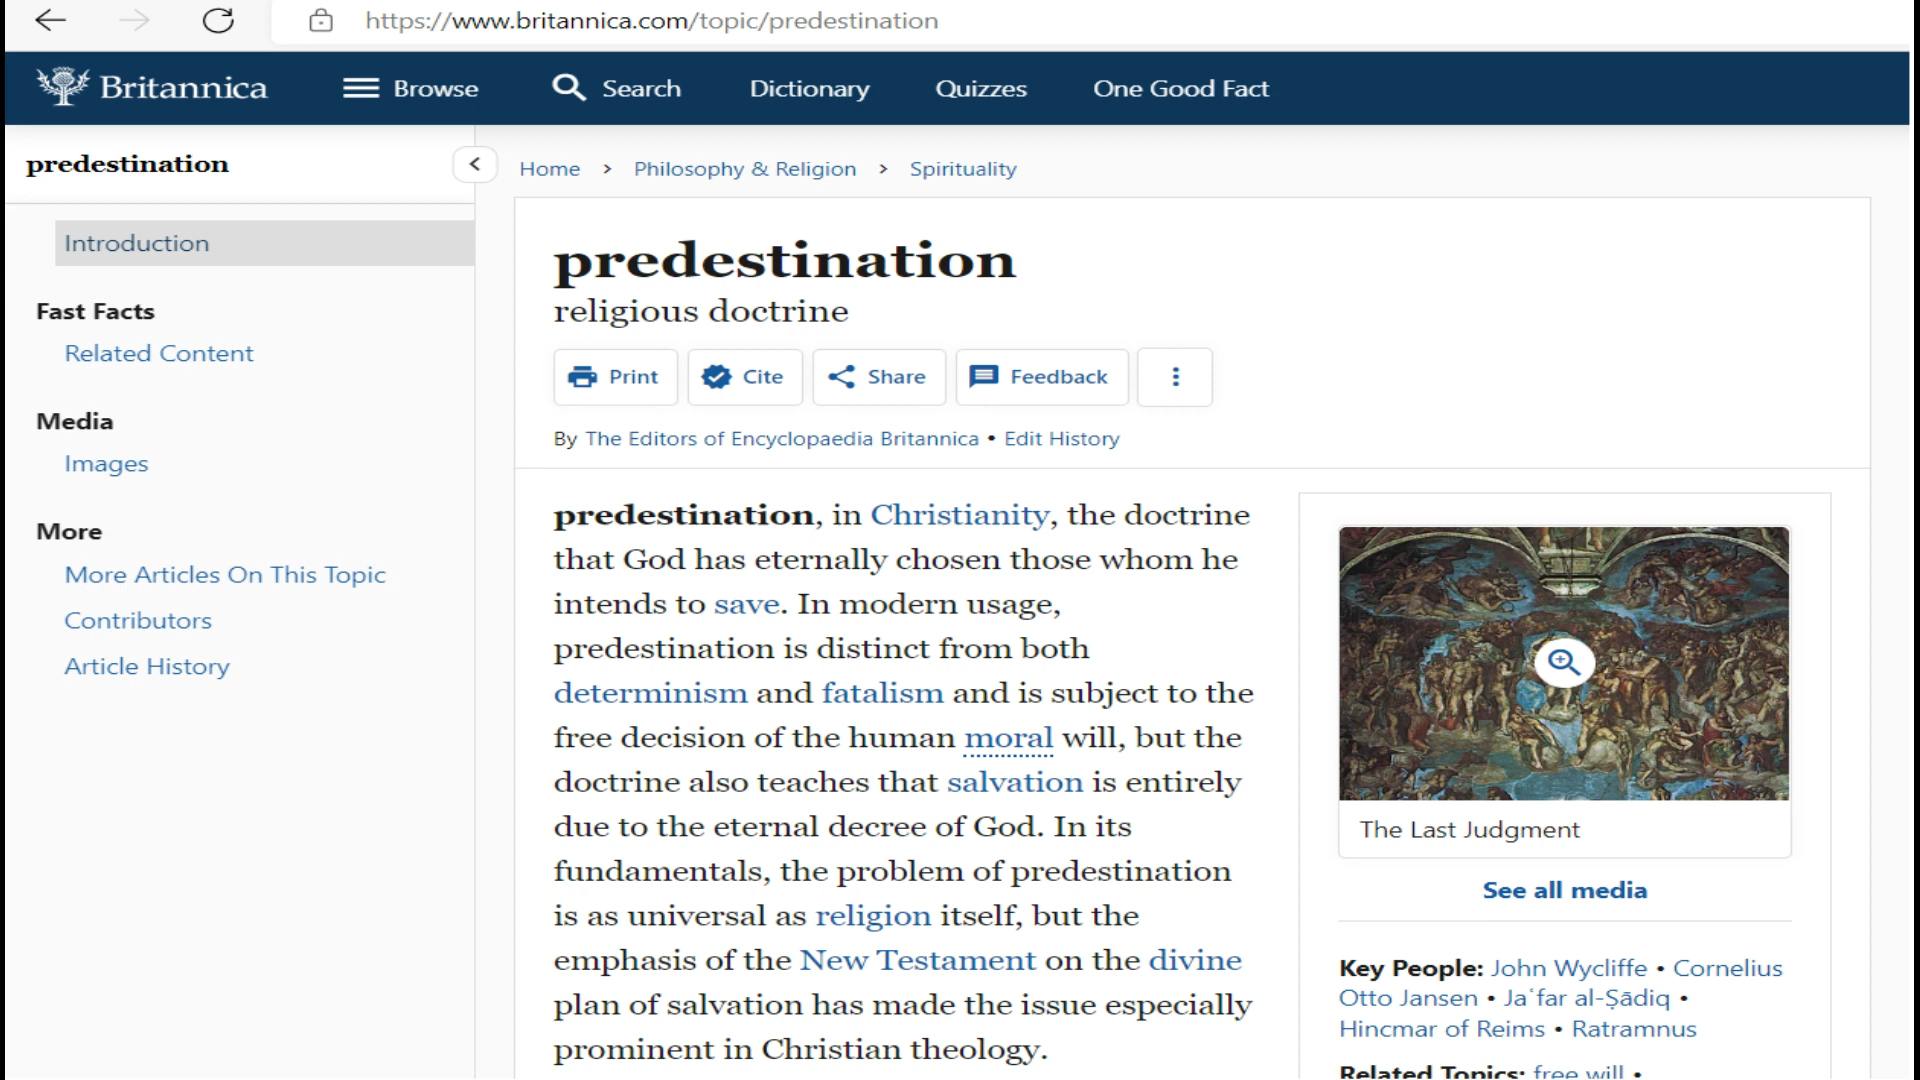 https://www.britannica.com/topic/predestination
Britannica Browse Search Dictionary Quizzes One Good Fact
predestination
Introduction
Fast Facts
Related Content
Media
Images
More
More Articles On This Topic
Contributors
Article History
Home > Philosophy & Religion > Spirituality
predestination
religious doctrine
Print Cite Share Feedback
By The Editors of Encyclopaedia Britannica • Edit History
predestination, in Christianity, the doctrine
that God has eternally chosen those whom he
intends to save. In modern usage,
predestination is distinct from both
determinism and fatalism and is subject to the
free decision of the human moral will, but the
doctrine also teaches that salvation is entirely
due to the eternal decree of God. In its
fundamentals, the problem of predestination
is as universal as religion itself, but the
emphasis of the New Testament on the divine
plan of salvation has made the issue especially
prominent in Christian theology.
The Last Judgment
See all media
Key People: John Wycliffe • Cornelius
Otto Jansen • Jaʿfar al-Ṣādiq •
Hincmar of Reims • Ratramnus
Related Topics: free will •